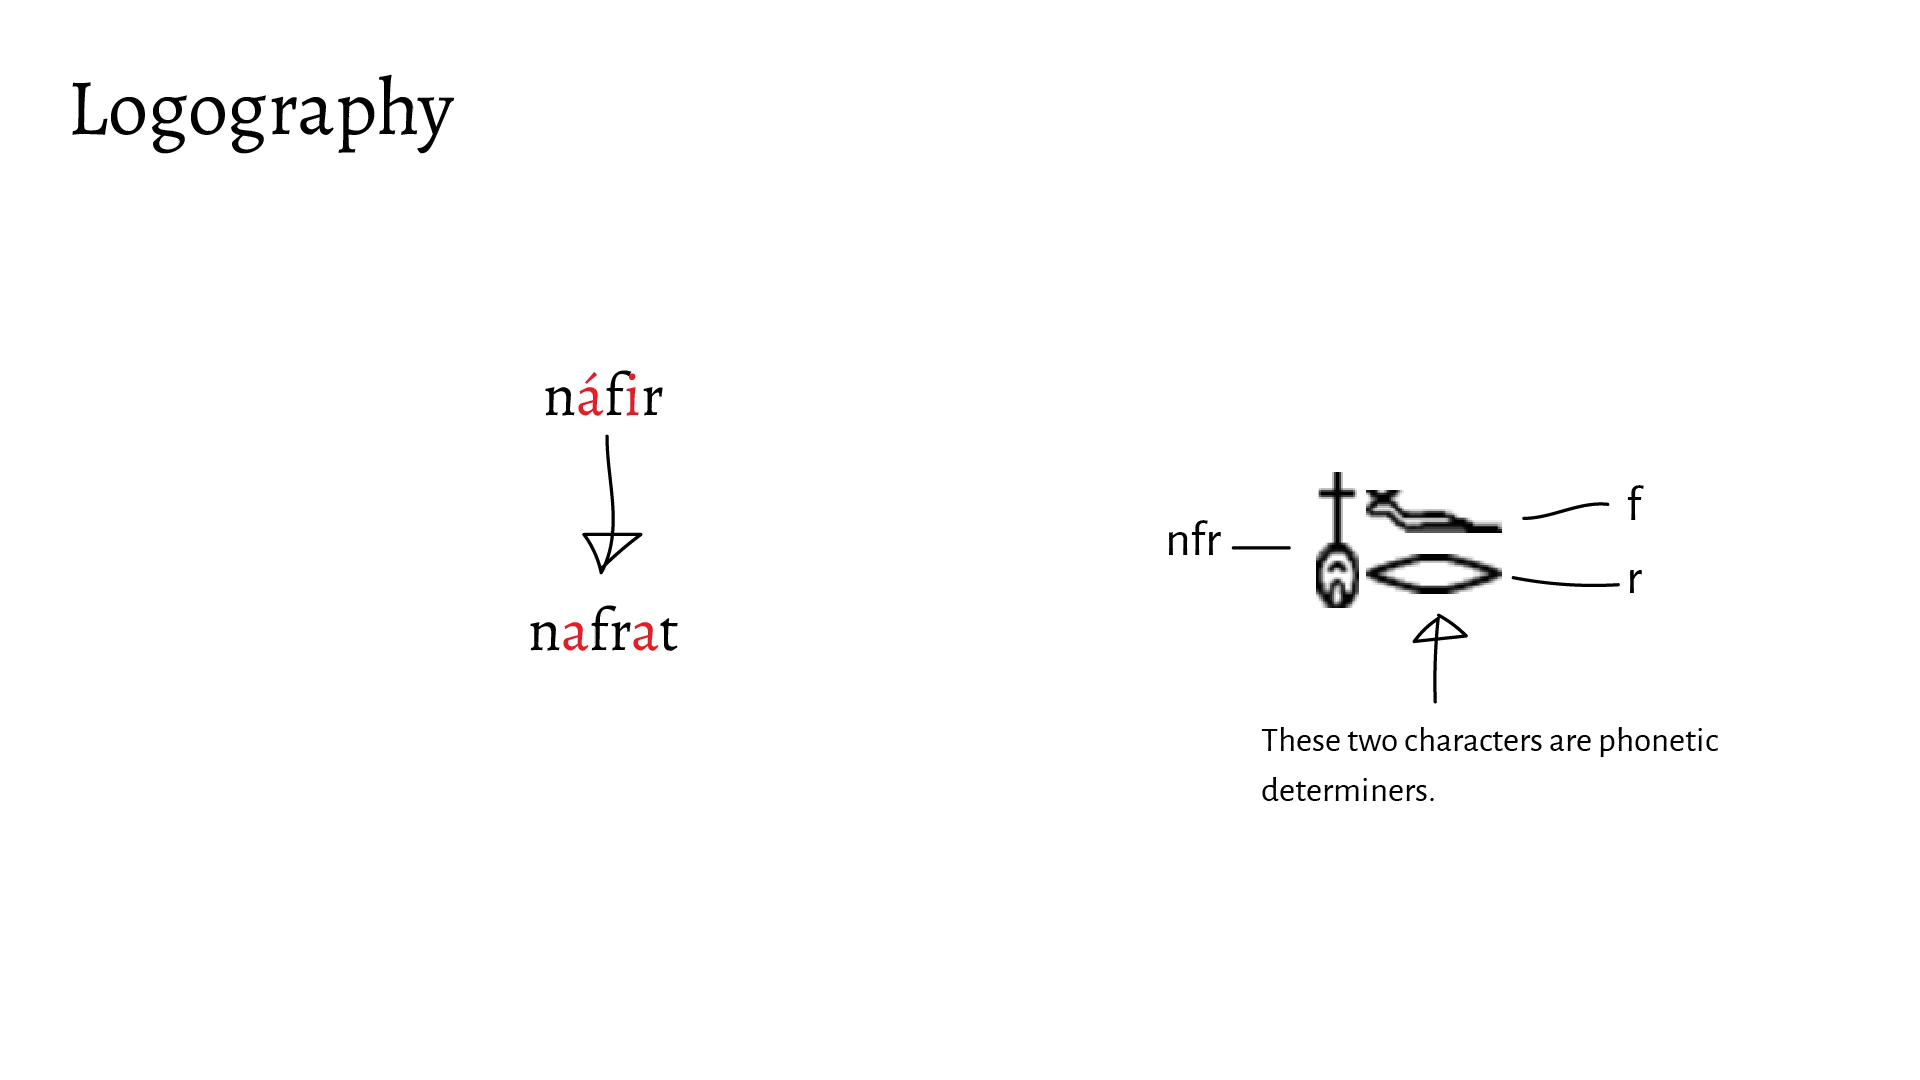 Logography
náfir
nafrat
nfr
f
r
These two characters are phonetic
determiners.